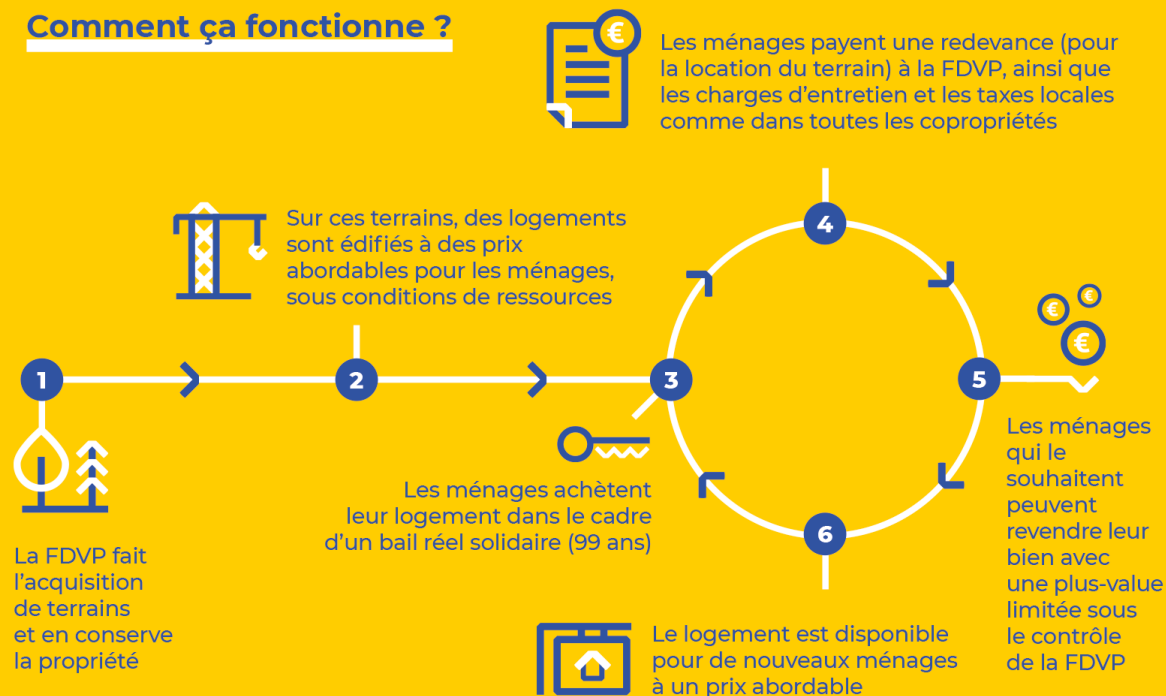 Comment ça fonctionne ?
1
La FDVP fait
l’acquisition
de terrains
et en conserve
la propriété
2
Sur ces terrains, des logements
sont édifiés à des prix
abordables pour les ménages,
sous conditions de ressources
3
Les ménages achètent
leur logement dans le cadre
d’un bail réel solidaire (99 ans)
4
€
Les ménages payent une redevance (pour
la location du terrain) à la FDVP, ainsi que
les charges d’entretien et les taxes locales
comme dans toutes les copropriétés
5
€
€
€
Les ménages
qui le
souhaitent
peuvent
revendre leur
bien avec
une plus-value
limitée sous
le contrôle
de la FDVP
6
Le logement est disponible
pour de nouveaux ménages
à un prix abordable